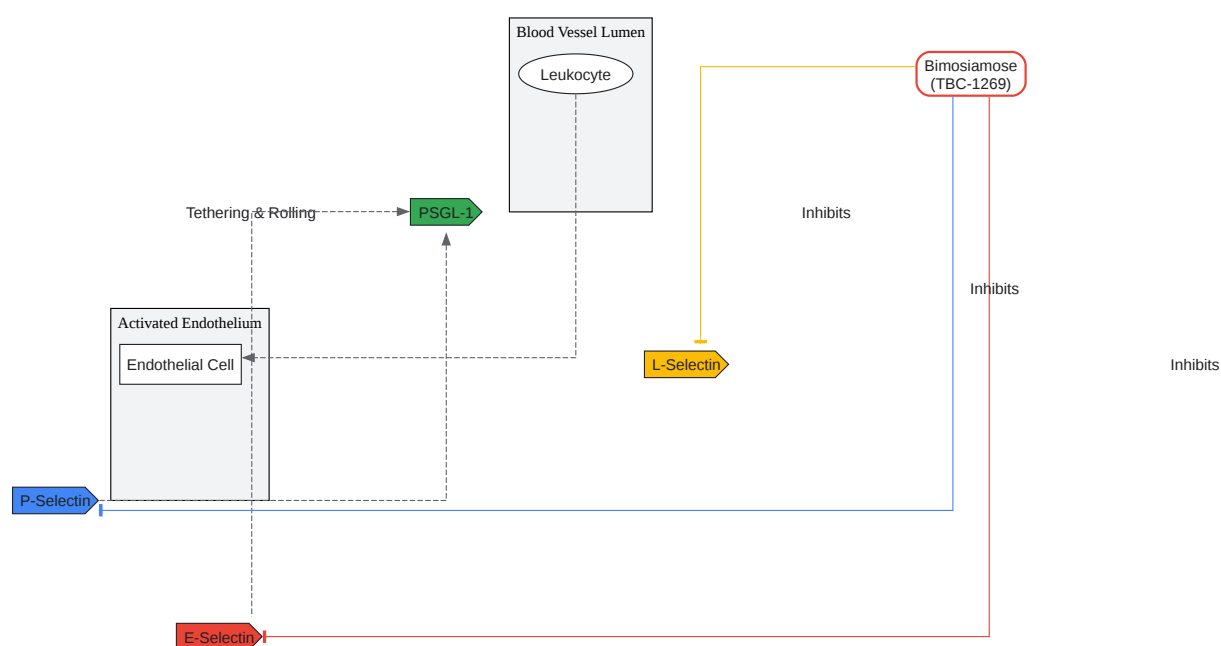 Blood Vessel Lumen
Leukocyte
Bimosiamose
(TBC-1269)
Tethering & Rolling
PSGL-1
Inhibits
Inhibits
Activated Endothelium
Endothelial Cell
L-Selectin
Inhibits
P-Selectin
E-Selectin